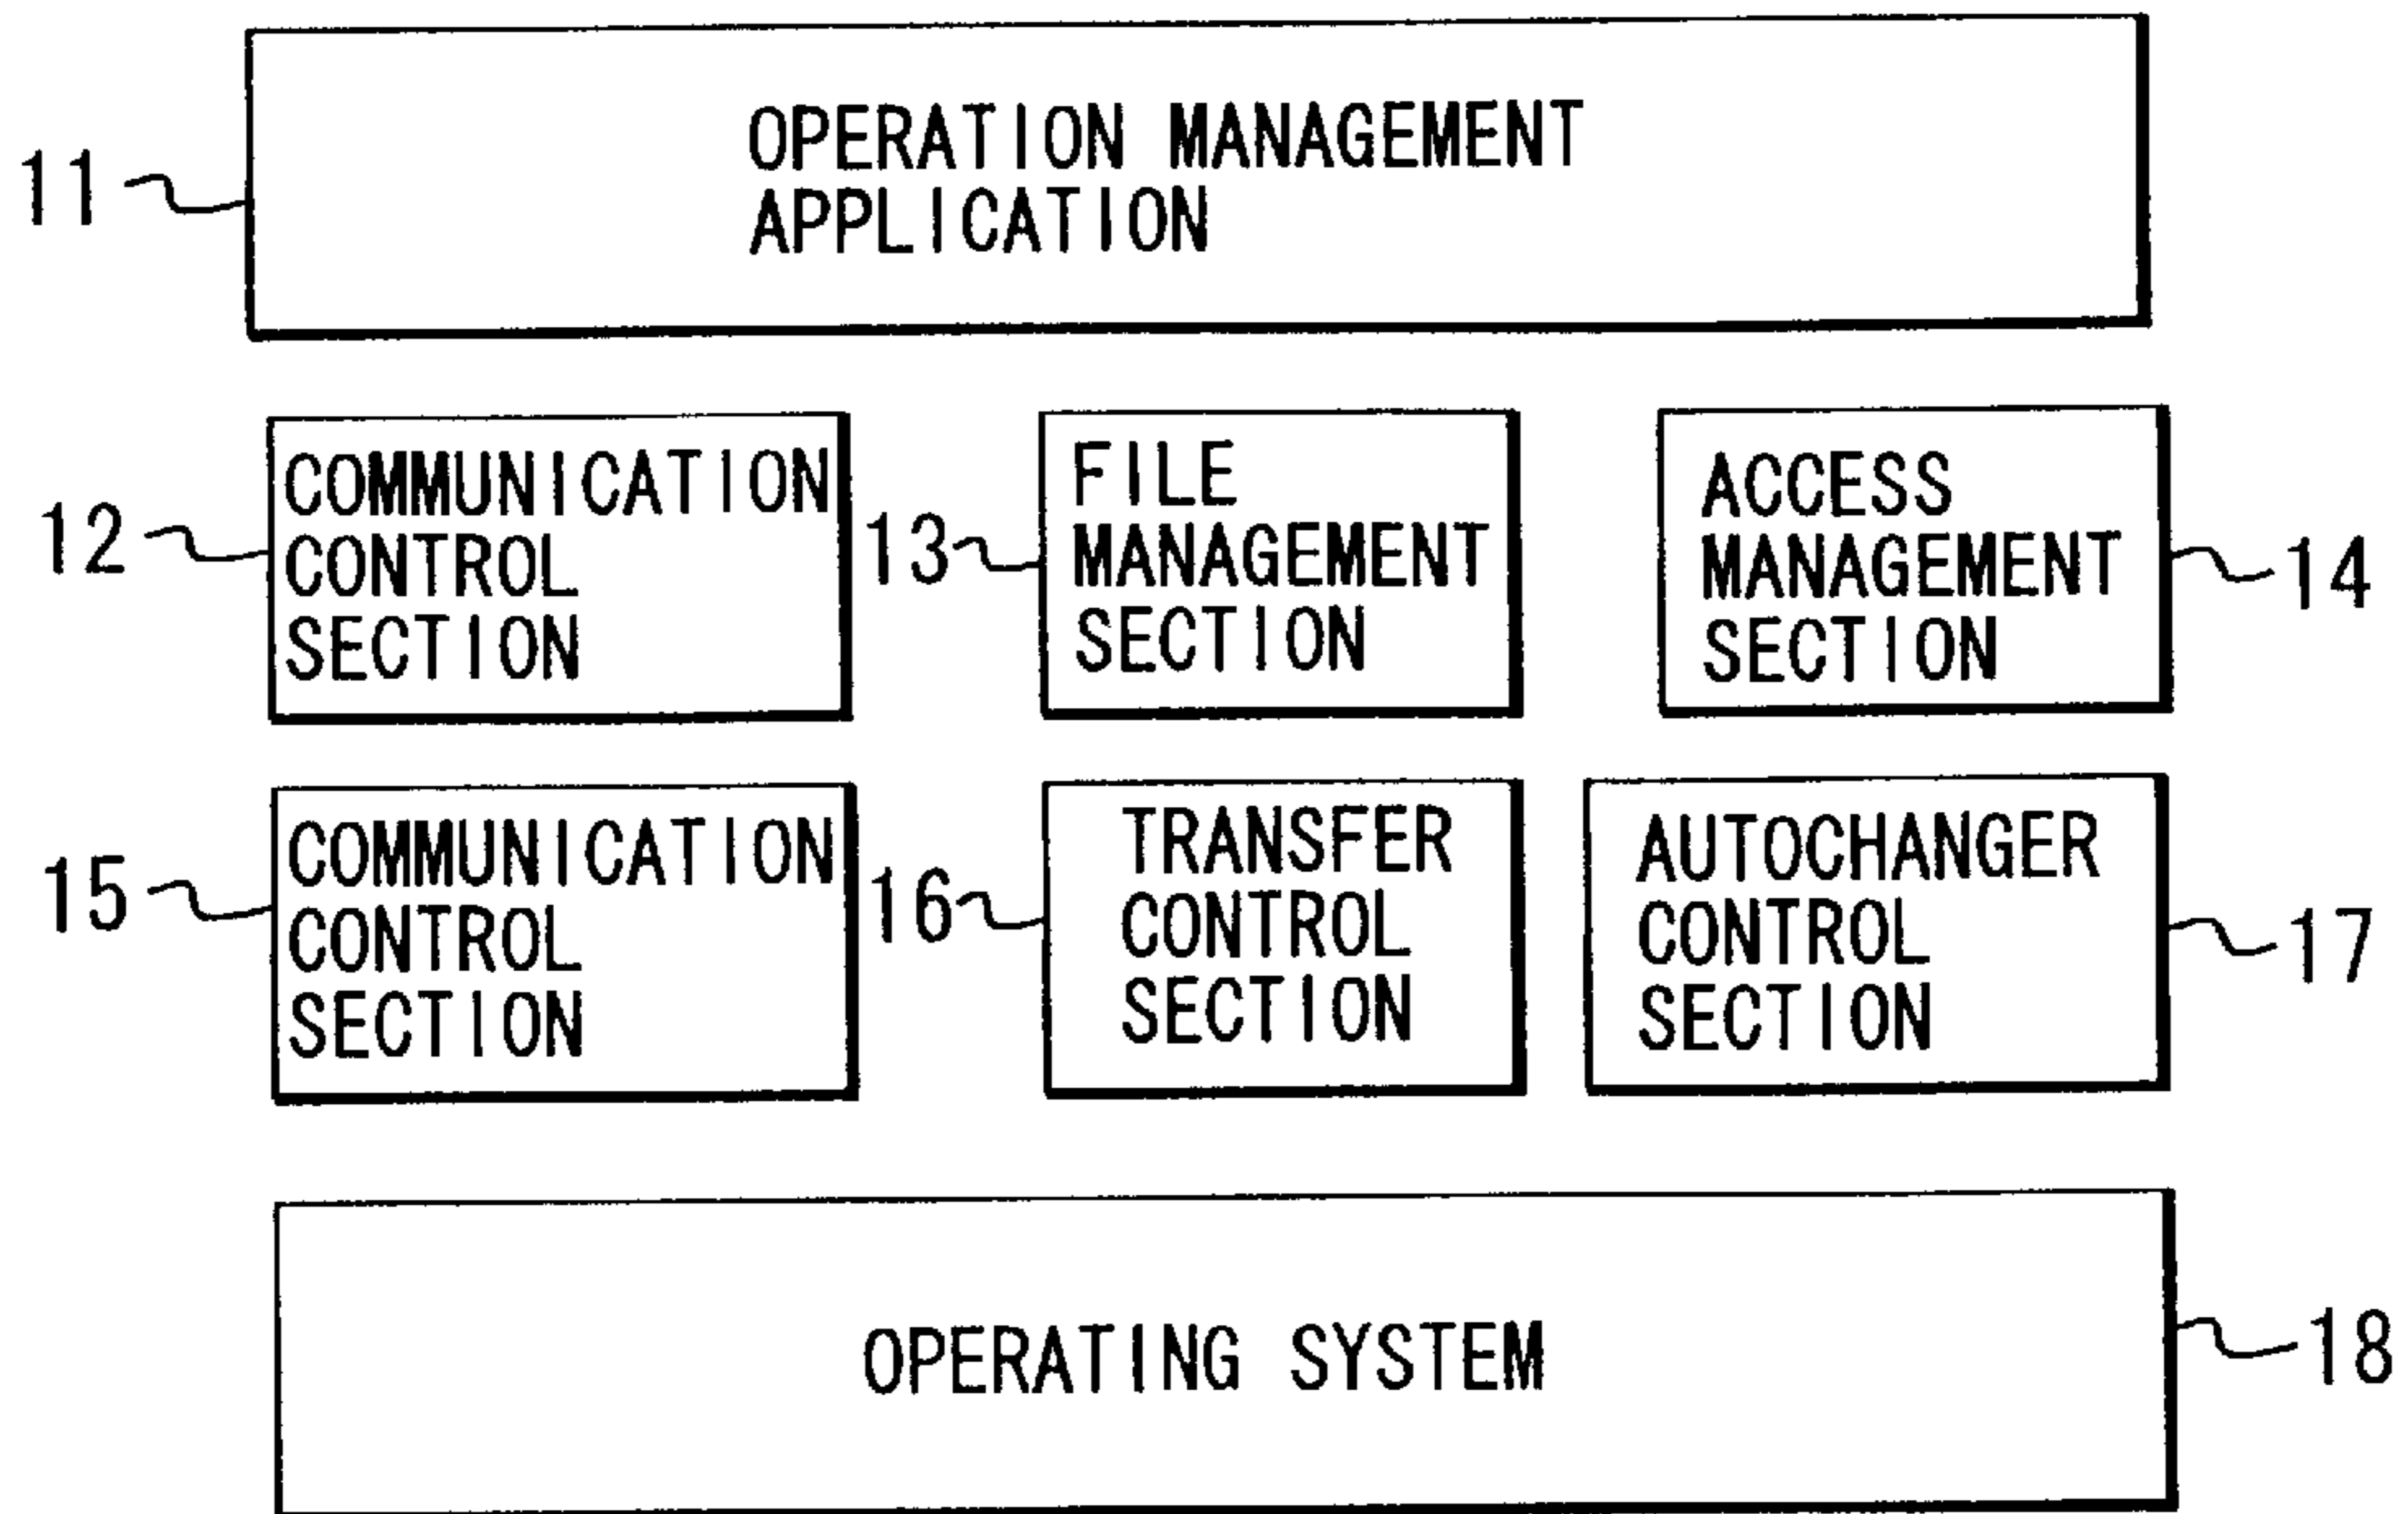 11
OPERATION MANAGEMENT
APPLICATION
12
COMMUNICATION
CONTROL
SECTION
13
FILE
MANAGEMENT
SECTION
ACCESS
MANAGEMENT
SECTION
14
15
COMMUNICATION
CONTROL
SECTION
16
TRANSFER
CONTROL
SECTION
AUTOCHANGER
CONTROL
SECTION
17
OPERATING SYSTEM
18